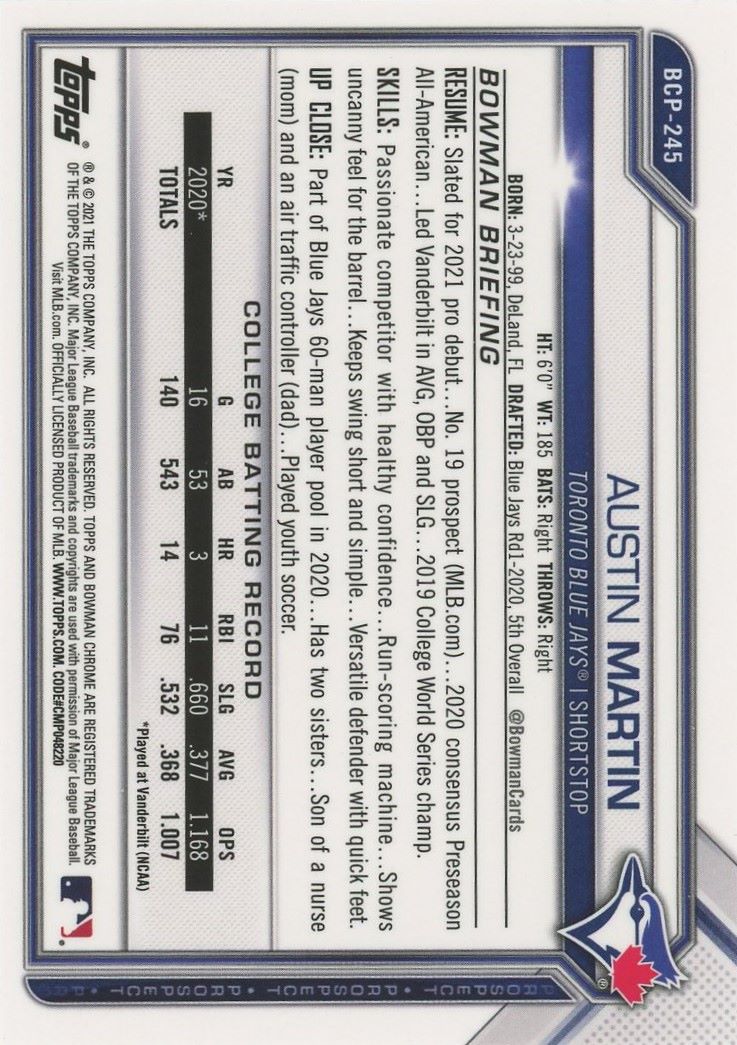 BCP-245
AUSTIN MARTIN
TORONTO BLUE JAYS® | SHORTSTOP
HT: 6'0" WT: 185 BATS: Right THROWS: Right
BORN: 3-23-99, DeLand, FL DRAFTED: Blue Jays Rd1-2020, 5th Overall @BowmanCards
BOWMAN BRIEFING
RESUME: Slated for 2021 pro debut...No. 19 prospect (MLB.com)...2020 consensus Preseason
All-American...Led Vanderbilt in AVG, OBP and SLG...2019 College World Series champ.
SKILLS: Passionate competitor with healthy confidence...Run-scoring machine...Shows
uncanny feel for the barrel...Keeps swing short and simple...Versatile defender with quick feet.
UP CLOSE: Part of Blue Jays 60-man player pool in 2020...Has two sisters...Son of a nurse
(mom) and an air traffic controller (dad)...Played youth soccer.
COLLEGE BATTING RECORD
YR G AB HR RBI SLG AVG OPS
2020* 16 53 3 11 .660 .377 1.168
TOTALS 140 543 14 76 .532 .368 1.007
*Played at Vanderbilt (NCAA)
topps®
® & © 2021 THE TOPPS COMPANY, INC. ALL RIGHTS RESERVED. TOPPS AND BOWMAN CHROME ARE REGISTERED TRADEMARKS
OF THE TOPPS COMPANY, INC. Major League Baseball trademarks and copyrights are used with permission of Major League Baseball.
Visit MLB.com. OFFICIALLY LICENSED PRODUCT OF MLB. WWW.TOPPS.COM. CODE#CMP048220
PROSPECT • PROSPECT • PROSPECT • P